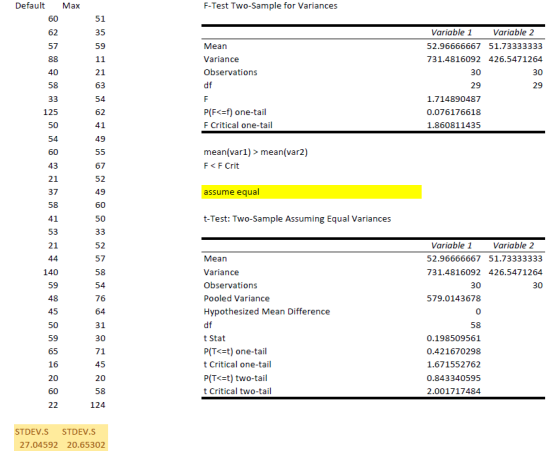 Default Max
60 51
62 35
57 59
88 11
40 21
58 63
33 54
125 62
50 41
54 49
60 55
43 67
21 52
37 49
58 60
41 50
53 33
21 52
44 57
140 58
59 54
48 76
45 64
50 31
59 30
65 71
16 45
20 20
60 58
22 124
STDEV.S STDEV.S
27.04592 20.65302
F-Test Two-Sample for Variances
Variable 1 Variable 2
Mean 52.96666667 51.73333333
Variance 731.4816092 426.5471264
Observations 30 30
df 29 29
F 1.714890487
P(F<=f) one-tail 0.076176618
F Critical one-tail 1.860811435
mean(var1) > mean(var2)
F < F Crit
assume equal
t-Test: Two-Sample Assuming Equal Variances
Variable 1 Variable 2
Mean 52.96666667 51.73333333
Variance 731.4816092 426.5471264
Observations 30 30
Pooled Variance 579.0143678
Hypothesized Mean Difference 0
df 58
t Stat 0.198509561
P(T<=t) one-tail 0.421670298
t Critical one-tail 1.671552762
P(T<=t) two-tail 0.843340595
t Critical two-tail 2.001717484